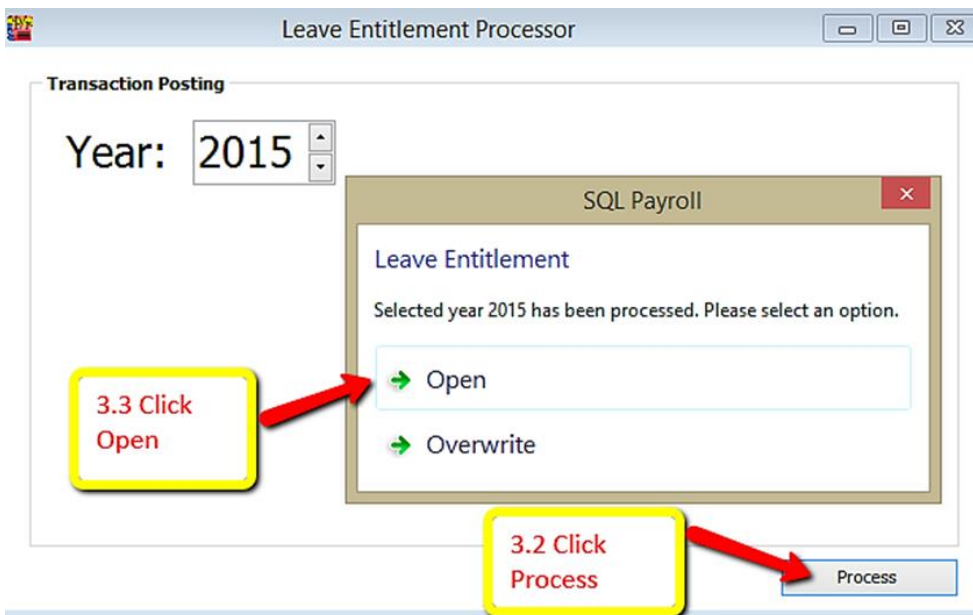 Leave Entitlement Processor
Transaction Posting
Year: 2015
SQL Payroll
Leave Entitlement
Selected year 2015 has been processed. Please select an option.
Open
3.3 Click
Open
Overwrite
3.2 Click
Process
Process